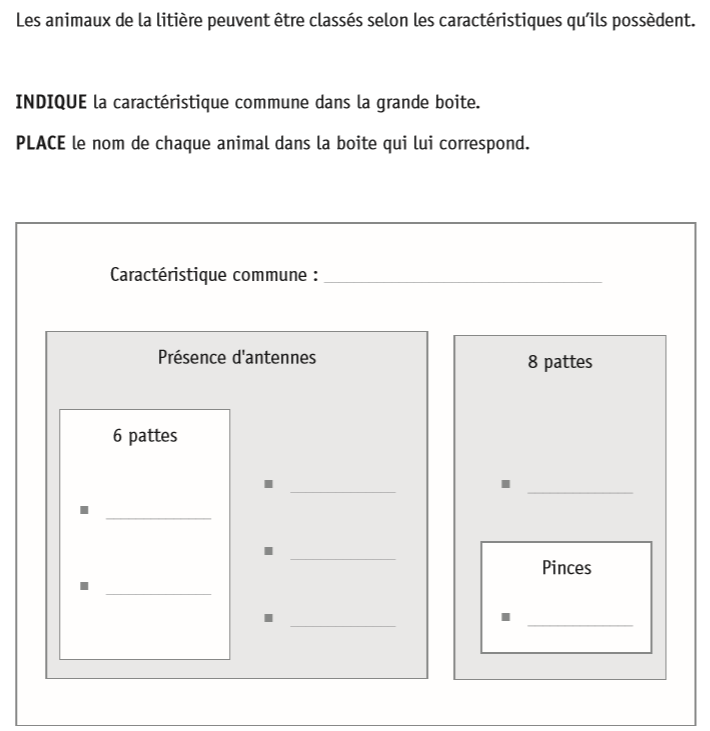 Les animaux de la litière peuvent être classés selon les caractéristiques qu'ils possèdent.
INDIQUE la caractéristique commune dans la grande boite.
PLACE le nom de chaque animal dans la boite qui lui correspond.
Caractéristique commune :
Présence d'antennes
6 pattes
8 pattes
Pinces